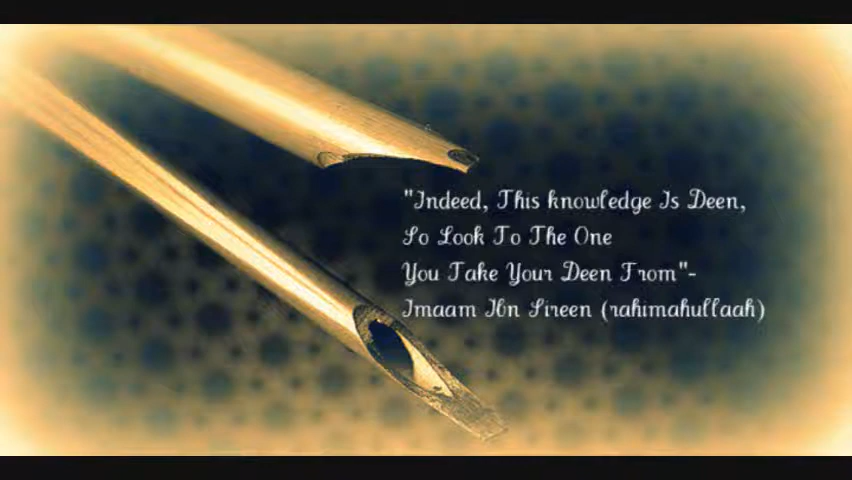 "Indeed, This knowledge Is Deen,
So Look To The One
You Take Your Deen From"-
Imaam Ibn Sireen (rahimahullaah)